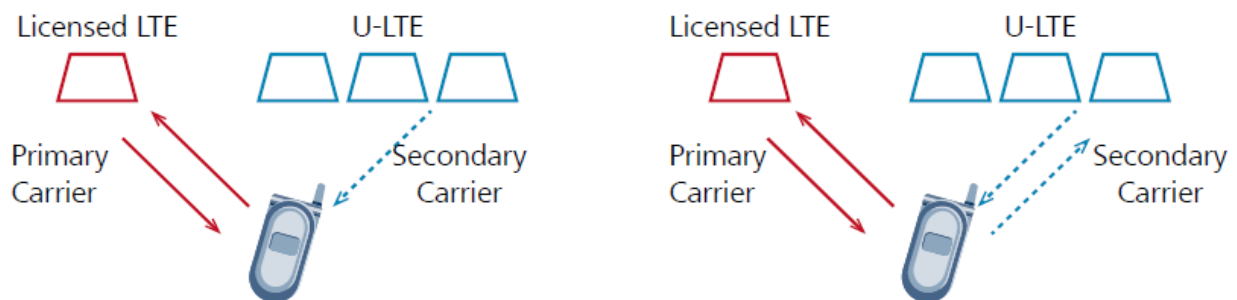 Licensed LTE
U-LTE
Primary
Carrier
Secondary
Carrier
Licensed LTE
U-LTE
Primary
Carrier
Secondary
Carrier